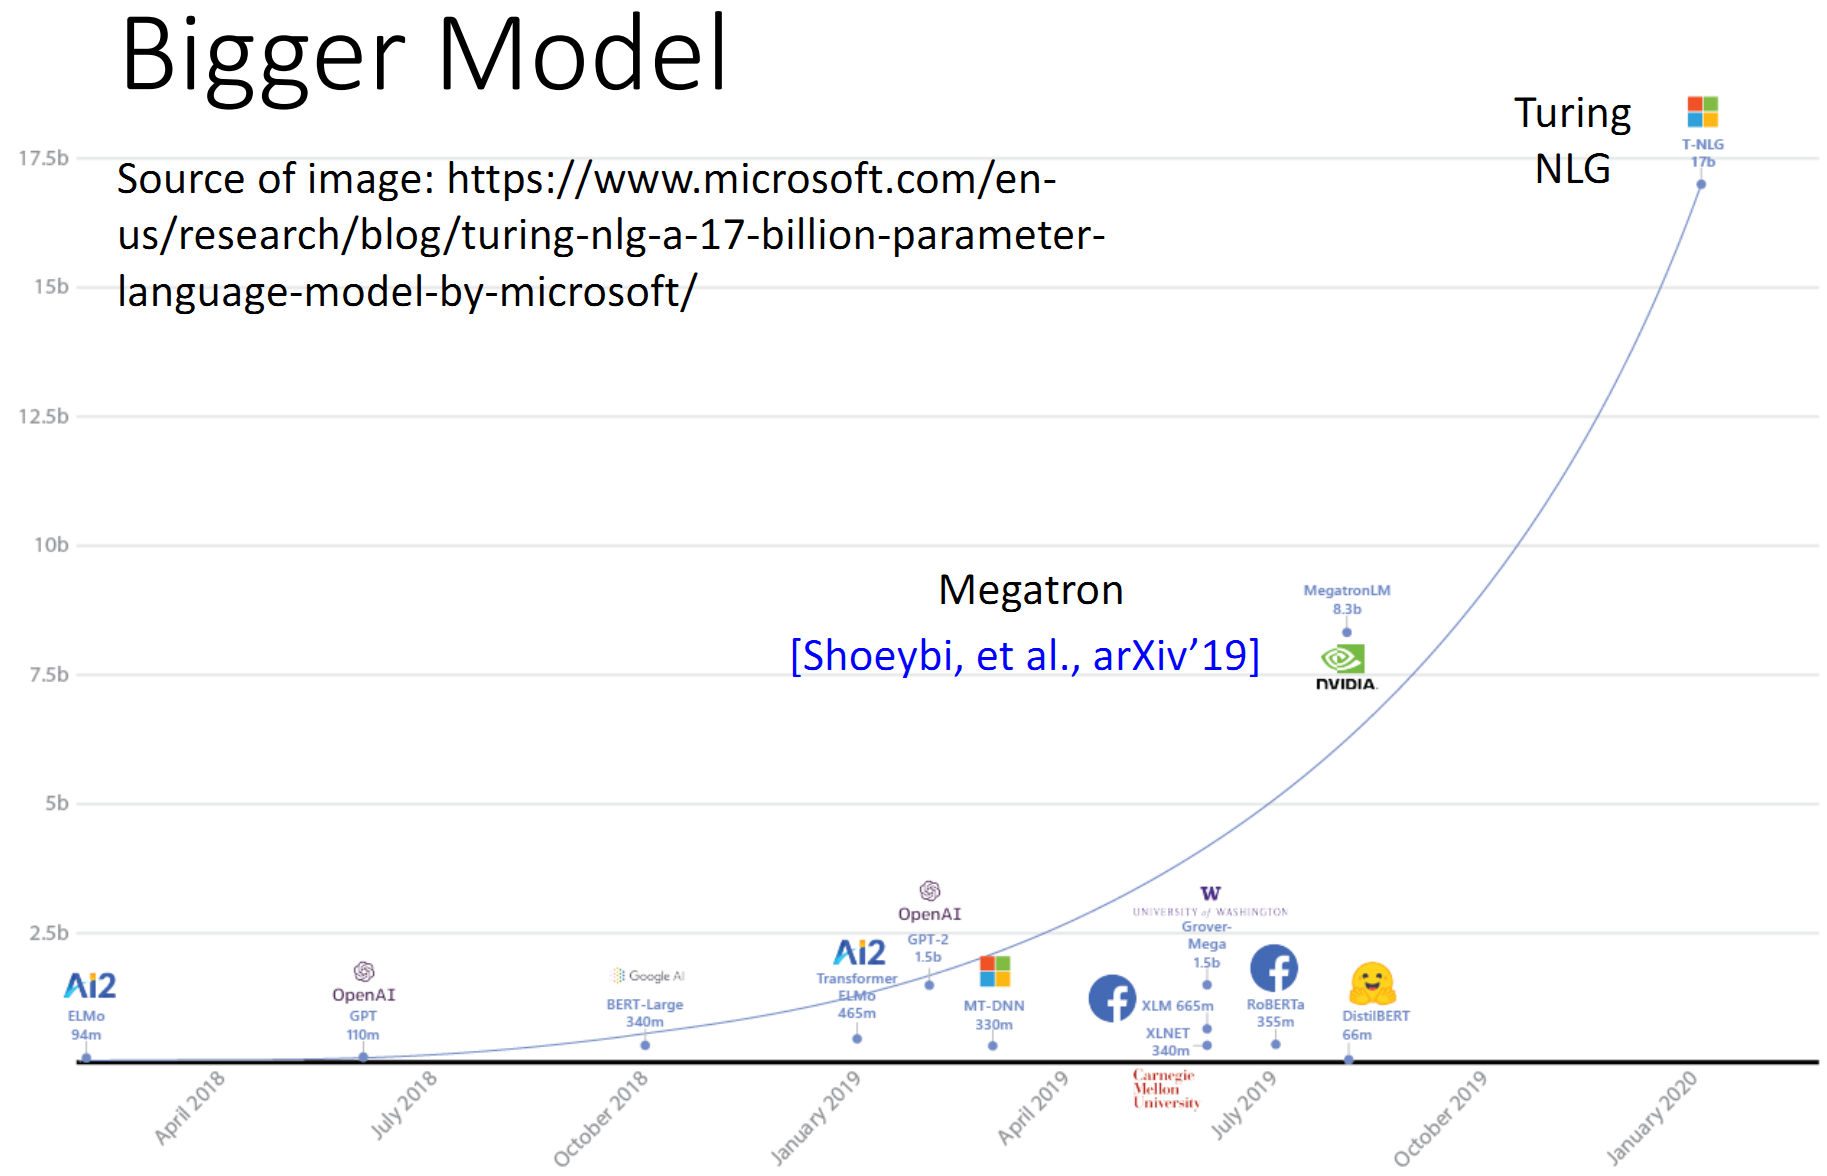 Bigger Model
Source of image: https://www.microsoft.com/en-
us/research/blog/turing-nlg-a-17-billion-parameter-
language-model-by-microsoft/
Turing
NLG
T-NLG
17b
17.5b
15b
12.5b
10b
7.5b
5b
2.5b
Megatron
[Shoeybi, et al., arXiv’19]
MegatronLM
8.3b
NVIDIA.
Ai2
ELMo
94m
OpenAI
GPT
110m
Google AI
BERT-Large
340m
Ai2
Transformer
ELMo
465m
OpenAI
GPT-2
1.5b
MT-DNN
330m
W
UNIVERSITY of WASHINGTON
Grover-
Mega
1.5b
XLM 665m
XLNET
340m
Carnegie
Mellon
University
RoBERTa
355m
DistilBERT
66m
April 2018
July 2018
October 2018
January 2019
April 2019
July 2019
October 2019
January 2020